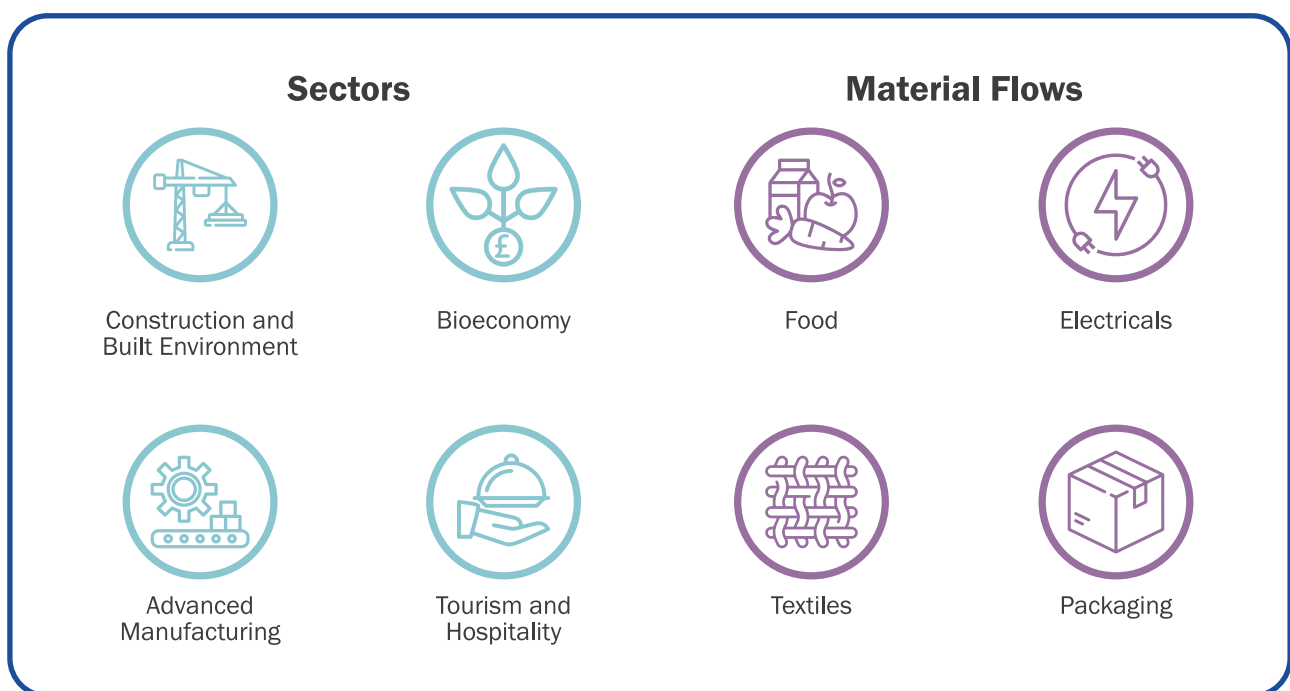 Sectors
Material Flows
Construction and
Built Environment
Bioeconomy
£
Food
Electricals
Advanced
Manufacturing
Tourism and
Hospitality
Textiles
Packaging